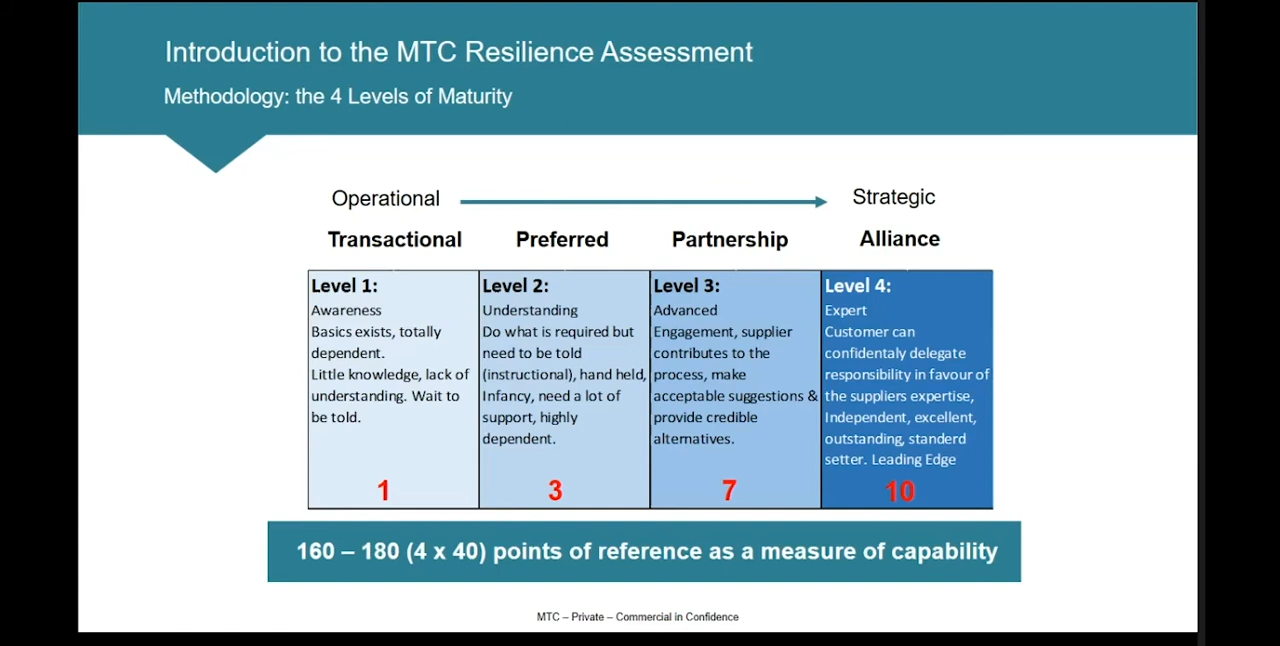 Introduction to the MTC Resilience Assessment
Methodology: the 4 Levels of Maturity
Operational
Strategic
Transactional
Preferred
Partnership
Alliance
Level 1:
Awareness
Basics exists, totally
dependent.
Little knowledge, lack of
understanding. Wait to
be told.
1
Level 2:
Understanding
Do what is required but
need to be told
(instructional), hand held,
Infancy, need a lot of
support, highly
dependent.
3
Level 3:
Advanced
Engagement, supplier
contributes to the
process, make
acceptable suggestions &
provide credible
alternatives.
7
Level 4:
Expert
Customer can
confidentaly delegate
responsibility in favour of
the suppliers expertise,
Independent, excellent,
outstanding, standerd
setter. Leading Edge
10
160 – 180 (4 x 40) points of reference as a measure of capability
MTC – Private – Commercial in Confidence